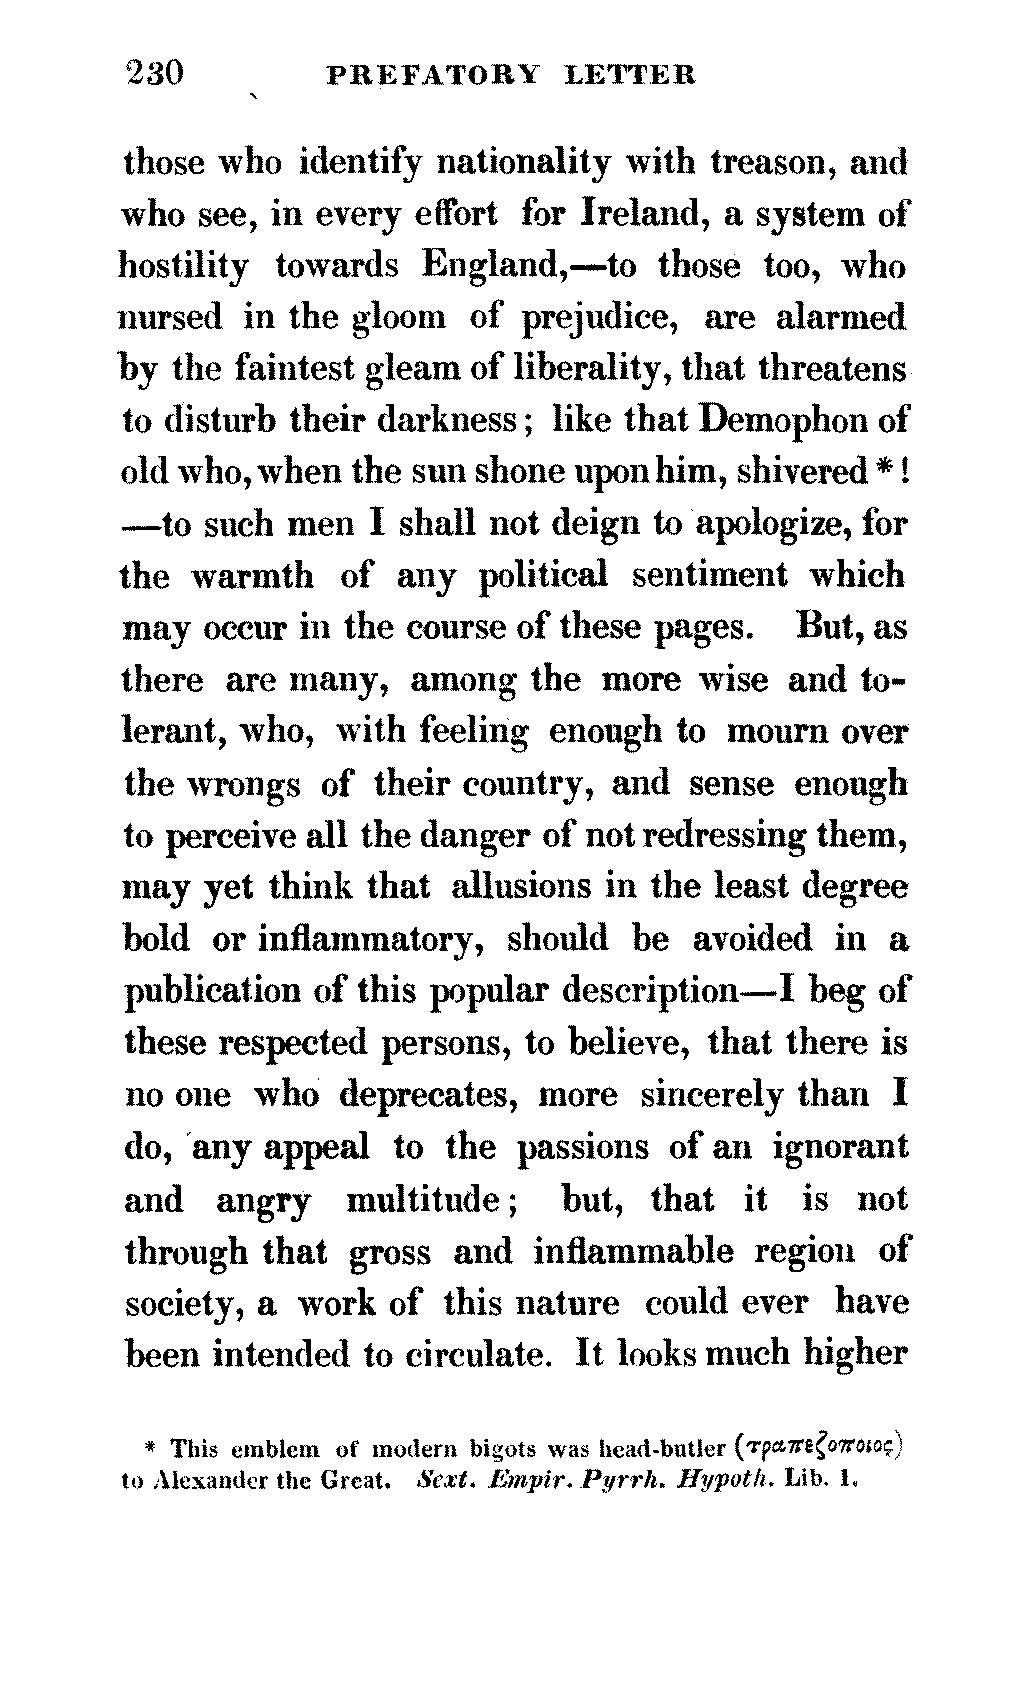 230 PREFATORY LETTER
those who identify nationality with treason, and
who see, in every effort for Ireland, a system of
hostility towards England,—to those too, who
nursed in the gloom of prejudice, are alarmed
by the faintest gleam of liberality, that threatens
to disturb their darkness; like that Demophon of
old who, when the sun shone upon him, shivered *!
—to such men I shall not deign to apologize, for
the warmth of any political sentiment which
may occur in the course of these pages. But, as
there are many, among the more wise and to-
lerant, who, with feeling enough to mourn over
the wrongs of their country, and sense enough
to perceive all the danger of not redressing them,
may yet think that allusions in the least degree
bold or inflammatory, should be avoided in a
publication of this popular description—I beg of
these respected persons, to believe, that there is
no one who deprecates, more sincerely than I
do, any appeal to the passions of an ignorant
and angry multitude; but, that it is not
through that gross and inflammable region of
society, a work of this nature could ever have
been intended to circulate. It looks much higher
* This emblem of modern bigots was head-butler (τραπεζοποιος)
to Alexander the Great. Sext. Empir. Pyrrh. Hypoth. Lib. 1.